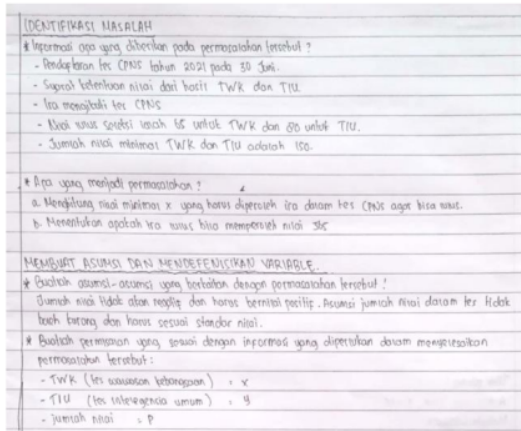 IDENTIFIKASI MASALAH
* Informasi apa yang diberikan pada permasalahan tersebut ?
- Pendaftaran tes CPNS tahun 2021 pada 30 Juni.
- Syarat ketentuan nilai dari hasil TWK dan TIU.
- Ira mengikuti tes CPNS
- Nilai lulus seleksi ialah 65 untuk TWK dan 80 untuk TIU.
- Jumlah nilai minimal TWK dan TIU adalah 150.
* Apa yang menjadi permasalahan ?
a. Menghitung nilai minimal x yang harus diperoleh ira dalam tes CPNS agar bisa lulus.
b. Menentukan apakah ira lulus bila memperoleh nilai
MEMBUAT ASUMSI DAN MENDEFENISIKAN VARIABLE.
* Buatlah asumsi-asumsi yang berkaitan dengan permasalahan tersebut !
Jumlah nilai tidak akan negatif dan harus bernilai positif. Asumsi jumlah nilai dalam tes tidak
boleh kurang dan harus sesuai standar nilai.
* Buatlah permisalan yang sesuai dengan informasi yang diperlukan dalam menyelesaikan
permasalahan tersebut :
- TWK (tes wawasan kebangsaan) : x
- TIU (tes intelegencia umum) : y
- jumlah nilai : P